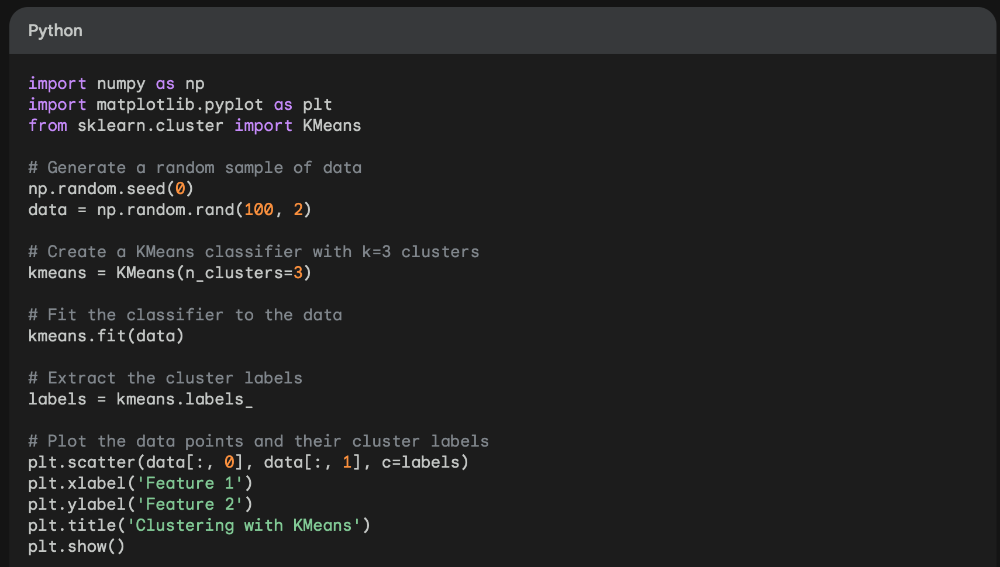 Python
import numpy as np
import matplotlib.pyplot as plt
from sklearn.cluster import KMeans
# Generate a random sample of data
np.random.seed(0)
data = np.random.rand(100, 2)
# Create a KMeans classifier with k=3 clusters
kmeans = KMeans(n_clusters=3)
# Fit the classifier to the data
kmeans.fit(data)
# Extract the cluster labels
labels = kmeans.labels_
# Plot the data points and their cluster labels
plt.scatter(data[:, 0], data[:, 1], c=labels)
plt.xlabel('Feature 1')
plt.ylabel('Feature 2')
plt.title('Clustering with KMeans')
plt.show()